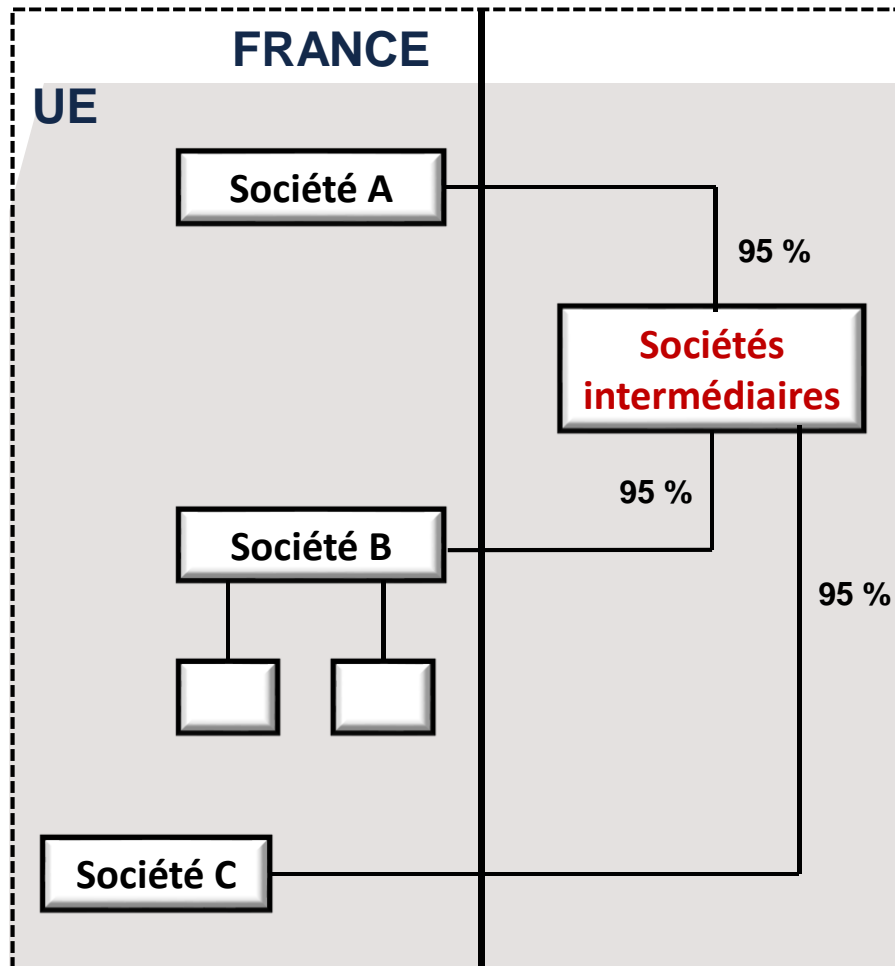 FRANCE
UE
Société A
95 %
Sociétés
intermédiaires
95 %
Société B
95 %
Société C